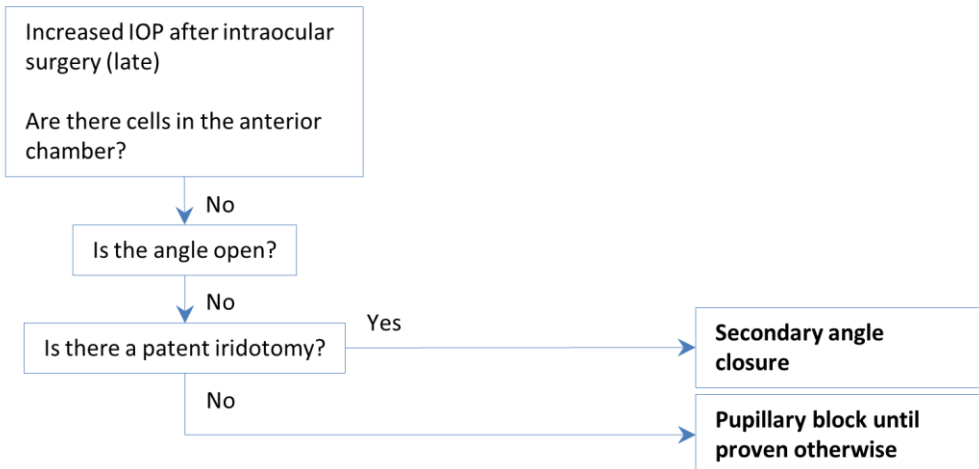 Increased IOP after intraocular
surgery (late)
Are there cells in the anterior
chamber?
No
Is the angle open?
No
Is there a patent iridotomy?
Yes
Secondary angle
closure
No
Pupillary block until
proven otherwise